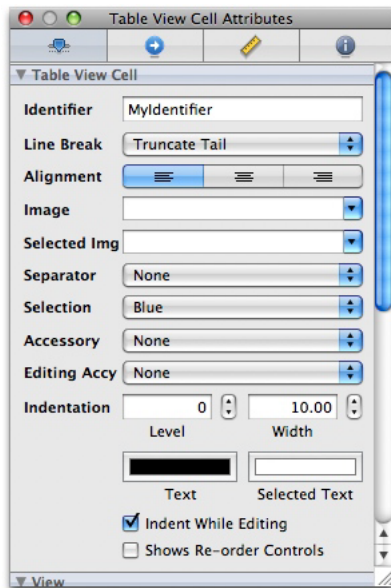 Table View Cell Attributes
Table View Cell
Identifier MyIdentifier
Line Break Truncate Tail
Alignment
Image
Selected Img
Separator None
Selection Blue
Accessory None
Editing Accy None
Indentation 0 10.00
Level Width
Text Selected Text
Indent While Editing
Shows Re-order Controls
View